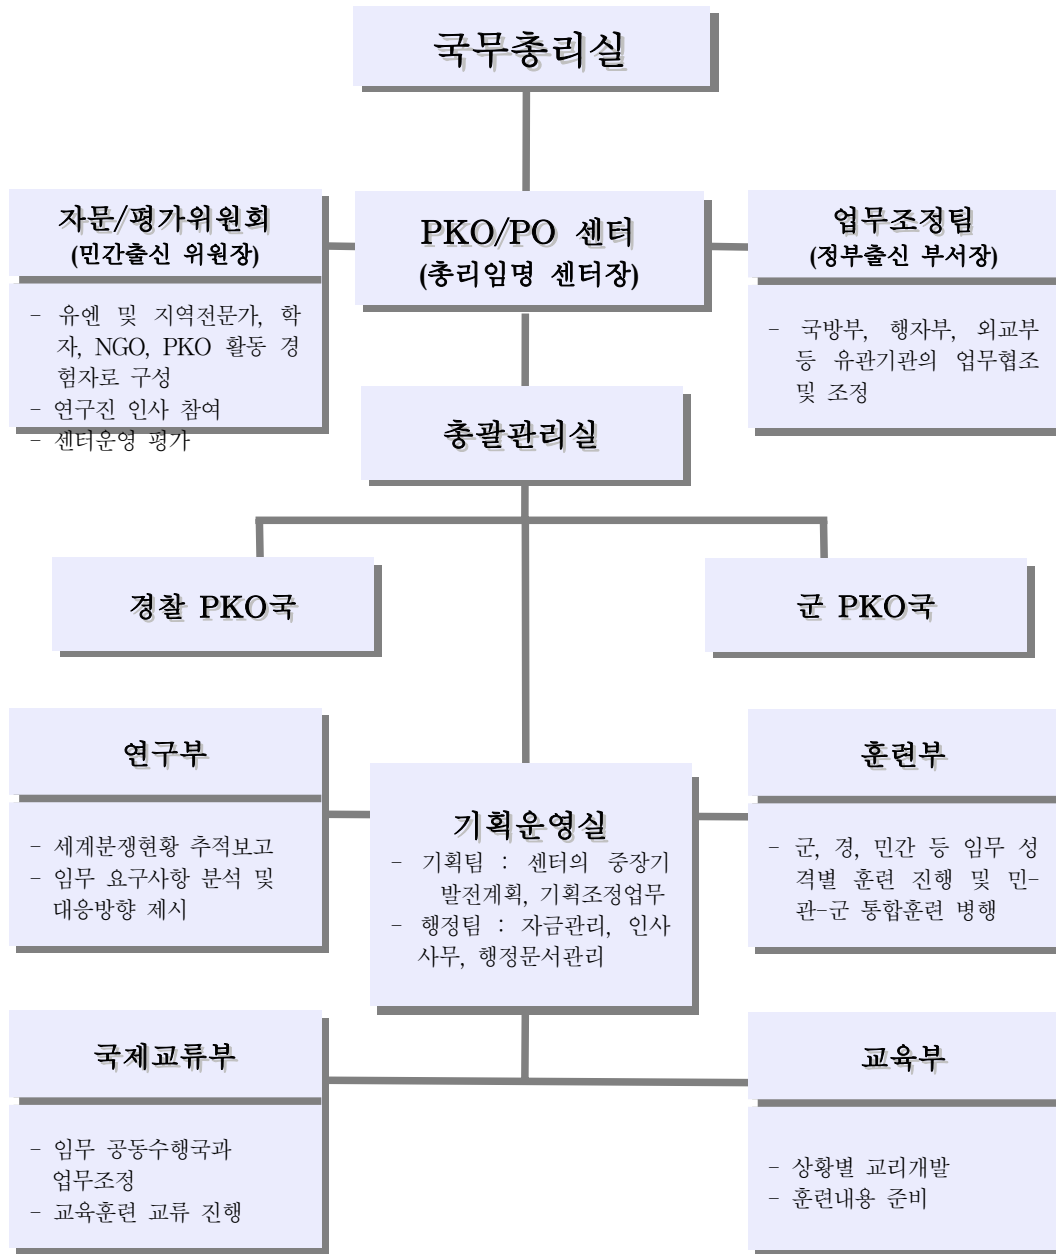 국무총리실
자문/평가위원회
(민간출신 위원장)
- 유엔 및 지역전문가, 학
자, NGO, PKO 활동 경
험자로 구성
- 연구진 인사 참여
- 센터운영 평가
PKO/PO 센터
(총리임명 센터장)
업무조정팀
(정부출신 부서장)
- 국방부, 행자부, 외교부
등 유관기관의 업무협조
및 조정
총괄관리실
경찰 PKO국
군 PKO국
연구부
- 세계분쟁현황 추적보고
- 임무 요구사항 분석 및
대응방향 제시
기획운영실
- 기획팀 : 센터의 중장기
발전계획, 기획조정업무
- 행정팀 : 자금관리, 인사
사무, 행정문서관리
훈련부
- 군, 경, 민간 등 임무 성
격별 훈련 진행 및 민-
관-군 통합훈련 병행
국제교류부
- 임무 공동수행국과
업무조정
- 교육훈련 교류 진행
교육부
- 상황별 교리개발
- 훈련내용 준비